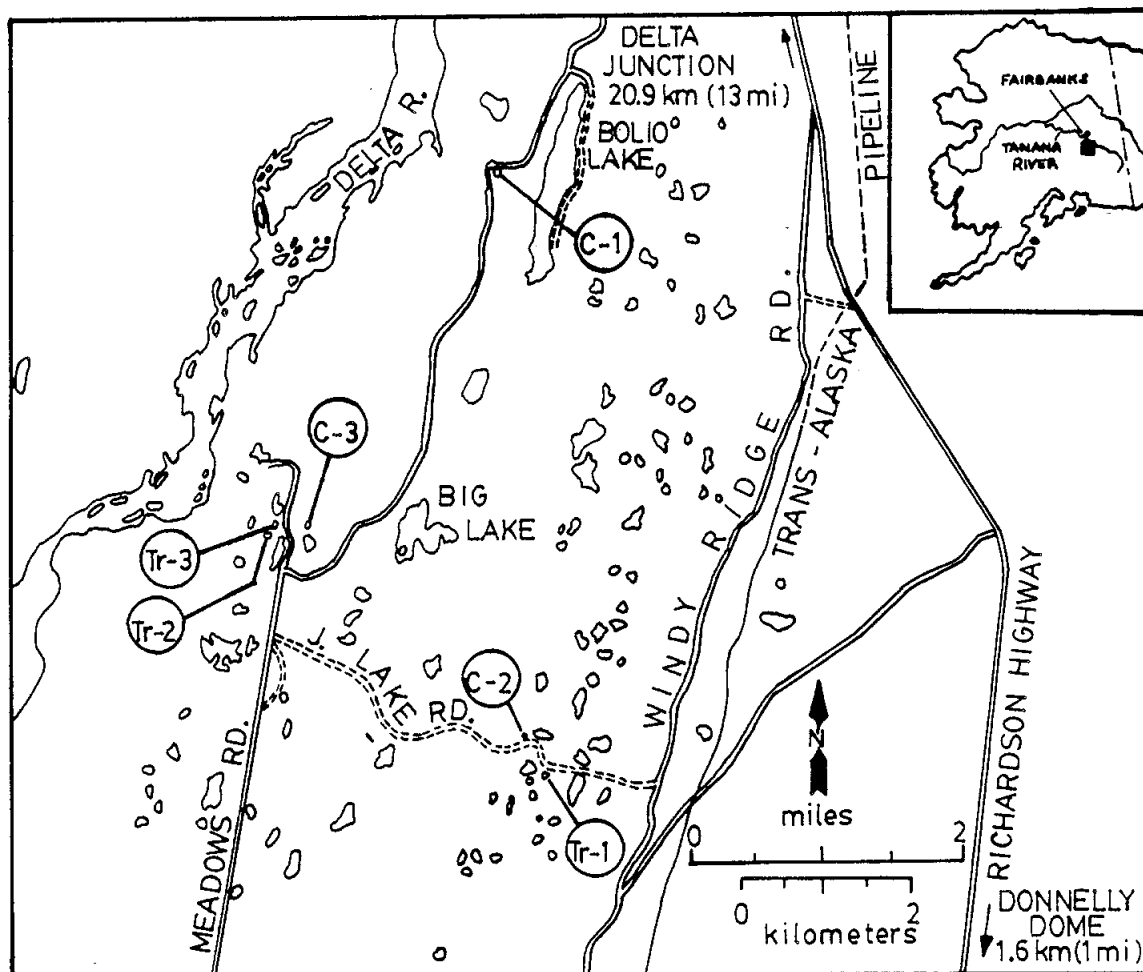 DELTA
JUNCTION
20.9 km (13 mi)
PIPELINE
FAIRBANKS
TANANA
RIVER
DELTA R.
BOLIO
LAKE
C-1
WINDY RIDGE RD.
TRANS - ALASKA
C-3
BIG
LAKE
Tr-3
Tr-2
J LAKE RD.
C-2
Tr-1
MEADOWS RD.
RICHARDSON HIGHWAY
N
miles
0 2
0 2
kilometers
DONNELLY
DOME
1.6 km (1 mi)